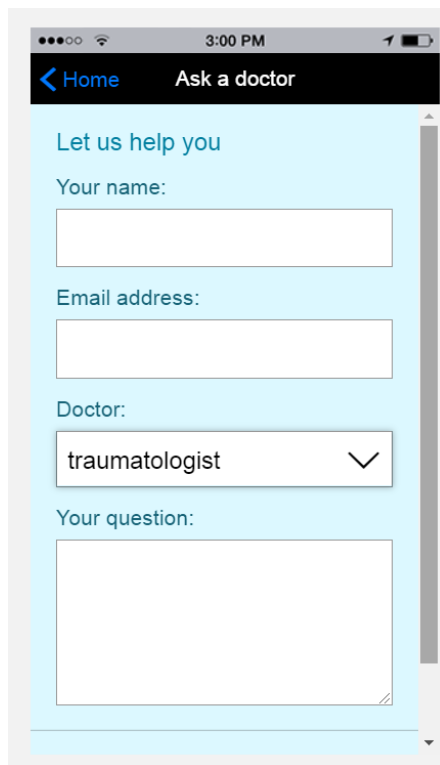 3:00 PM
Home Ask a doctor
Let us help you
Your name:
Email address:
Doctor:
traumatologist
Your question: